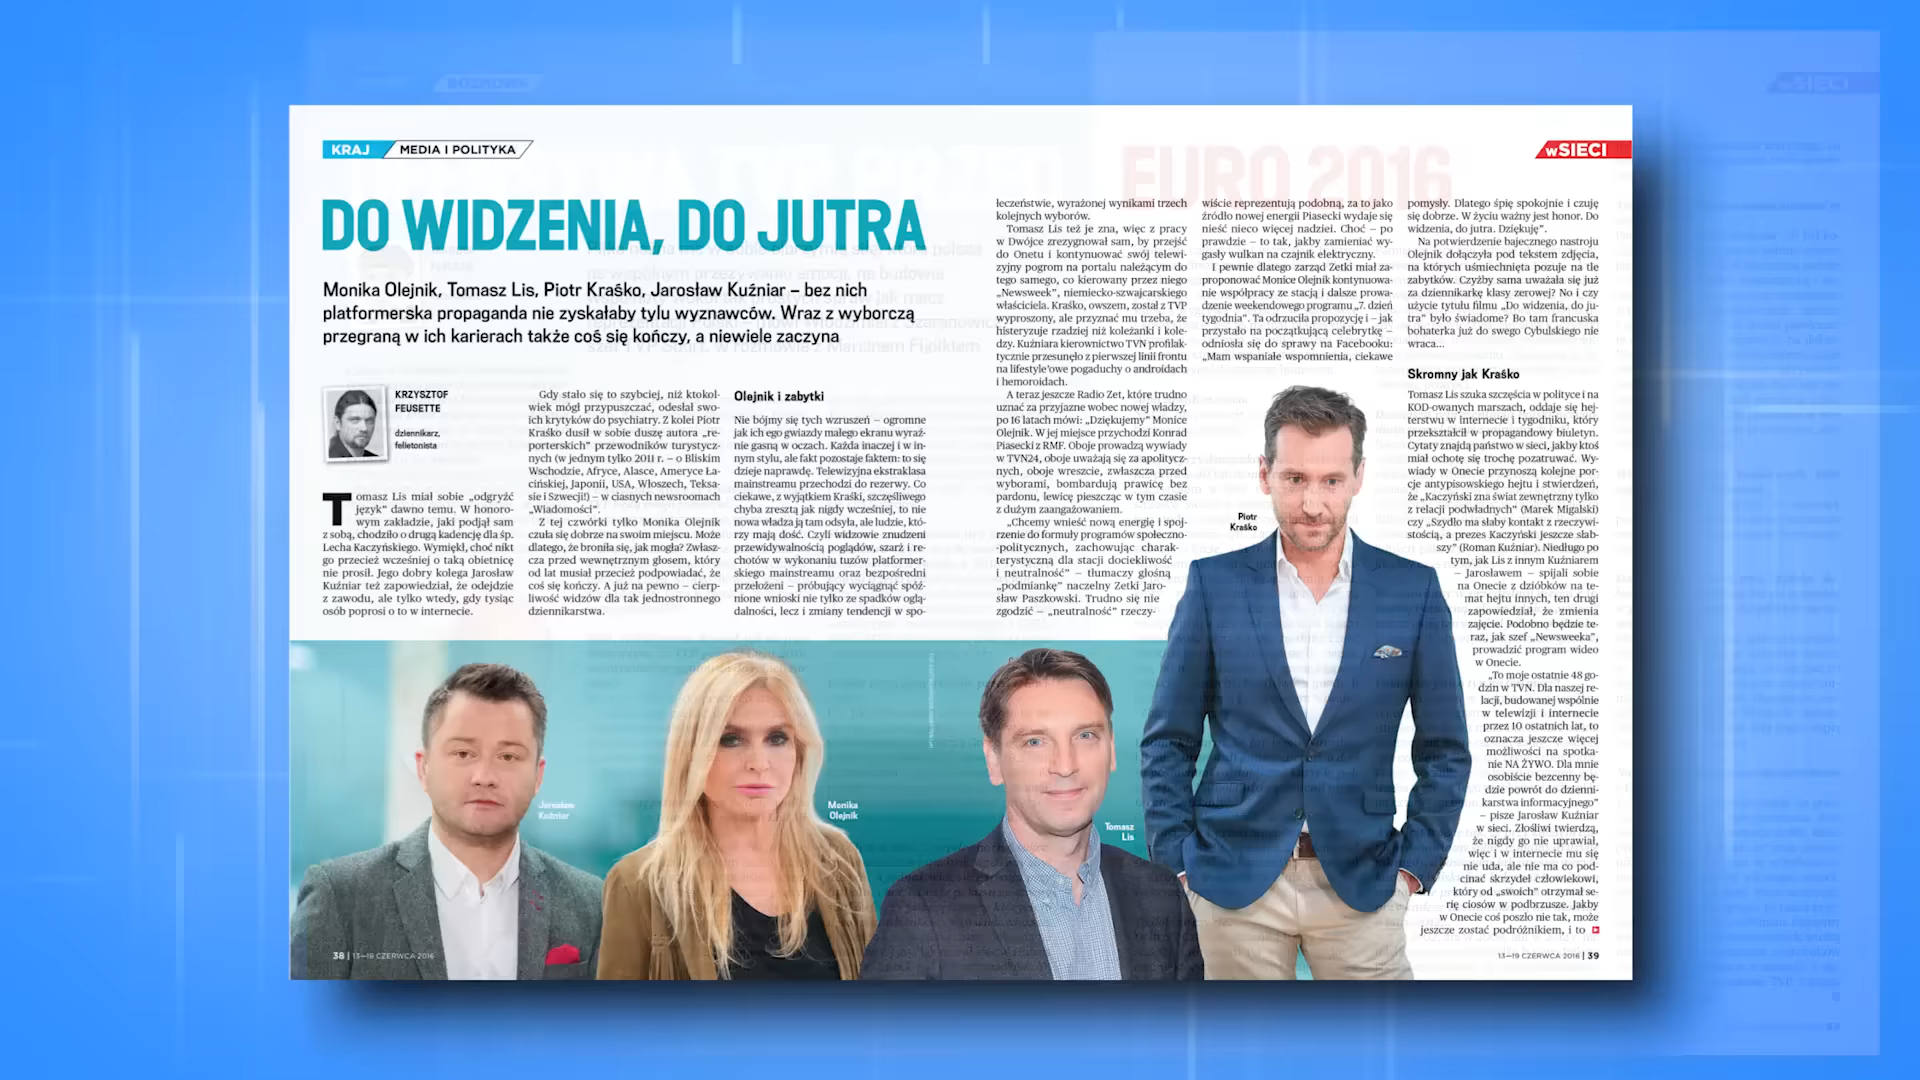 KRAJ MEDIA I POLITYKA
wSIECI
EURO 2016
DO WIDZENIA, DO JUTRA
Monika Olejnik, Tomasz Lis, Piotr Kraśko, Jarosław Kuźniar – bez nich
platformerska propaganda nie zyskałaby tylu wyznawców. Wraz z wyborczą
przegraną w ich karierach także coś się kończy, a niewiele zaczyna
KRZYSZTOF
FEUSETTE
dziennikarz,
felietonista
Tomasz Lis miał sobie „odgryźć
język” dawno temu. W honoro-
wym zakładzie, jaki podjął sam
z sobą, chodziło o drugą kadencję dla śp.
Lecha Kaczyńskiego. Wymiękł, choć nikt
go przecież wcześniej o taką obietnicę
nie prosił. Jego dobry kolega Jarosław
Kuźniar też zapowiedział, że odejdzie
z zawodu, ale tylko wtedy, gdy tysiąc
osób poprosi o to w internecie.
Gdy stało się to szybciej, niż ktokol-
wiek mógł przypuszczać, odesłał swo-
ich krytyków do psychiatry. Z kolei Piotr
Kraśko dusił w sobie duszę autora „re-
porterskich” przewodników turystycz-
nych (w jednym tylko 2011 r. – o Bliskim
Wschodzie, Afryce, Alasce, Ameryce Ła-
cińskiej, Japonii, USA, Włoszech, Teksa-
sie i Szwecji!) – w ciasnych newsroomach
„Wiadomości”.
Z tej czwórki tylko Monika Olejnik
czuła się dobrze na swoim miejscu. Może
dlatego, że broniła się, jak mogła? Zwłasz-
cza przed wewnętrznym głosem, który
od lat musiał przecież podpowiadać, że
coś się kończy. A już na pewno – cierp-
liwość widzów dla tak jednostronnego
dziennikarstwa.
Olejnik i zabytki
Nie bójmy się tych wzruszeń – ogromne
jak ich ego gwiazdy małego ekranu wyraź-
nie gasną w oczach. Każda inaczej i w in-
nym stylu, ale fakt pozostaje faktem: to się
dzieje naprawdę. Telewizyjna ekstraklasa
mainstreamu przechodzi do rezerwy. Co
ciekawe, z wyjątkiem Kraśki, szczęśliwego
chyba zresztą jak nigdy wcześniej, to nie
nowa władza ją tam odsyła, ale ludzie, któ-
rzy mają dość. Czyli widzowie znudzeni
przewidywalnością poglądów, szarż i re-
chotów w wykonaniu tuzów platformer-
skiego mainstreamu oraz bezpośredni
przełożeni – próbujący wyciągnąć spóź-
nione wnioski nie tylko ze spadków oglą-
dalności, lecz i zmiany tendencji w spo-
łeczeństwie, wyrażonej wynikami trzech
kolejnych wyborów.
Tomasz Lis też je zna, więc z pracy
w Dwójce zrezygnował sam, by przejść
do Onetu i kontynuować swój telewi-
zyjny pogrom na portalu należącym do
tego samego, co kierowany przez niego
„Newsweek”, niemiecko-szwajcarskiego
właściciela. Kraśko, owszem, został z TVP
wyproszony, ale przyznać mu trzeba, że
histeryzuje rzadziej niż koleżanki i kole-
dzy. Kuźniara kierownictwo TVN profilak-
tycznie przesunęło z pierwszej linii frontu
na lifestyle’owe pogaduchy o androidach
i hemoroidach.
A teraz jeszcze Radio Zet, które trudno
uznać za przyjazne wobec nowej władzy,
po 16 latach mówi: „Dziękujemy” Monice
Olejnik. W jej miejsce przychodzi Konrad
Piasecki z RMF. Oboje prowadzą wywiady
w TVN24, oboje uważają się za apolitycz-
nych, oboje wreszcie, zwłaszcza przed
wyborami, bombardują prawicę bez
pardonu, lewicę pieszcząc w tym czasie
z dużym zaangażowaniem.
„Chcemy wnieść nową energię i spoj-
rzenie do formuły programów społeczno-
-politycznych, zachowując charak-
terystyczną dla stacji dociekliwość
i neutralność” – tłumaczy głośną
„podmiankę” naczelny Zetki Jaro-
sław Paszkowski. Trudno się nie
zgodzić – „neutralność” rzeczy-
wiście reprezentują podobną, za to jako
źródło nowej energii Piasecki wydaje się
nieść nieco więcej nadziei. Choć – po
prawdzie – to tak, jakby zamieniać wy-
gasły wulkan na czajnik elektryczny.
I pewnie dlatego zarząd Zetki miał za-
proponować Monice Olejnik kontynuowa-
nie współpracy ze stacją i dalsze prowa-
dzenie weekendowego programu „7. dzień
tygodnia”. Ta odrzuciła propozycję i – jak
przystało na początkującą celebrytkę –
odniosła się do sprawy na Facebooku:
„Mam wspaniałe wspomnienia, ciekawe
pomysły. Dlatego śpię spokojnie i czuję
się dobrze. W życiu ważny jest honor. Do
widzenia, do jutra. Dziękuję”.
Na potwierdzenie bajecznego nastroju
Olejnik dołączyła pod tekstem zdjęcia,
na których uśmiechnięta pozuje na tle
zabytków. Czyżby sama uważała się już
za dziennikarkę klasy zerowej? No i czy
użycie tytułu filmu „Do widzenia, do ju-
tra” było świadome? Bo tam francuska
bohaterka już do swego Cybulskiego nie
wraca...
Skromny jak Kraśko
Tomasz Lis szuka szczęścia w polityce i na
KOD-owanych marszach, oddaje się hej-
terstwu w internecie i tygodniku, który
przekształcił w propagandowy biuletyn.
Cytaty znajdą państwo w sieci, jakby ktoś
miał ochotę się trochę pozatruwać. Wy-
wiady w Onecie przynoszą kolejne por-
cje antypisowskiego hejtu i stwierdzeń,
że „Kaczyński zna świat zewnętrzny tylko
z relacji podwładnych” (Marek Migalski)
czy „Szydło ma słaby kontakt z rzeczywi-
stością, a prezes Kaczyński jeszcze słab-
szy” (Roman Kuźniar). Niedługo po
tym, jak Lis z innym Kuźniarem
– Jarosławem – spijali sobie
na Onecie z dzióbków na te-
mat hejtu innych, ten drugi
zapowiedział, że zmienia
zajęcie. Podobno będzie te-
raz, jak szef „Newsweeka”,
prowadzić program wideo
w Onecie.
„To moje ostatnie 48 go-
dzin w TVN. Dla naszej re-
lacji, budowanej wspólnie
w telewizji i internecie
przez 10 ostatnich lat, to
oznacza jeszcze więcej
możliwości na spotka-
nie NA ŻYWO. Dla mnie
osobiście bezcenny bę-
dzie powrót do dzienni-
karstwa informacyjnego”
– pisze Jarosław Kuźniar
w sieci. Złośliwi twierdzą,
że nigdy go nie uprawiał,
więc i w internecie mu się
nie uda, ale nie ma co pod-
cinać skrzydeł człowiekowi,
który od „swoich” otrzymał se-
rię ciosów w podbrzusze. Jakby
w Onecie coś poszło nie tak, może
jeszcze zostać podróżnikiem, i to
Jarosław
Kuźniar
Monika
Olejnik
Tomasz
Lis
Piotr
Kraśko
38 | 13–19 CZERWCA 2016
13–19 CZERWCA 2016 | 39